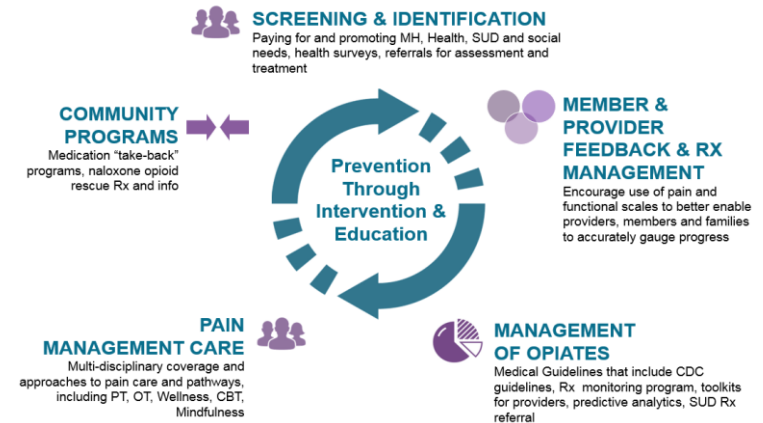 SCREENING & IDENTIFICATION
Paying for and promoting MH, Health, SUD and social
needs, health surveys, referrals for assessment and
treatment
MEMBER &
PROVIDER
FEEDBACK & RX
MANAGEMENT
Encourage use of pain and
functional scales to better enable
providers, members and families
to accurately gauge progress
MANAGEMENT
OF OPIATES
Medical Guidelines that include CDC
guidelines, Rx  monitoring program, toolkits
for providers, predictive analytics, SUD Rx
referral
PAIN
MANAGEMENT CARE
Multi-disciplinary coverage and
approaches to pain care and pathways,
including PT, OT, Wellness, CBT,
Mindfulness
COMMUNITY
PROGRAMS
Medication “take-back”
programs, naloxone opioid
rescue Rx and info
Prevention
Through
Intervention &
Education